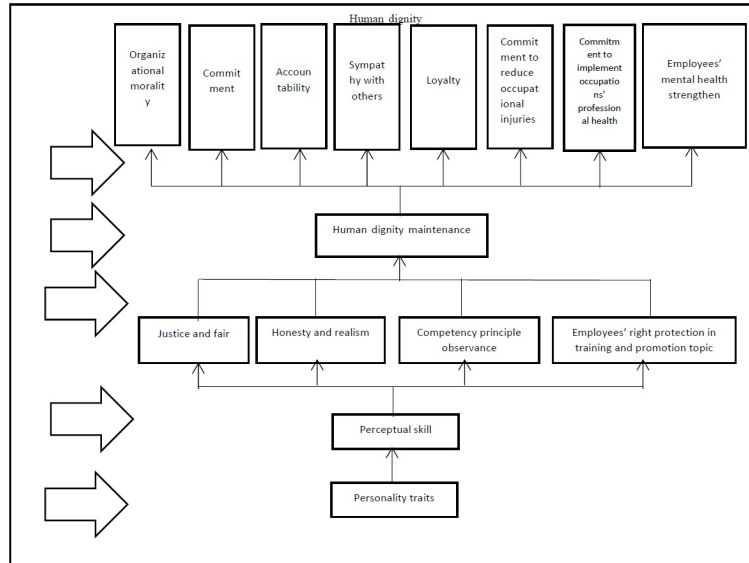 Human dignity
Organiz
ational
moralit
y
Commit
ment
Accoun
tability
Sympat
hy with
others
Loyalty
Commit
ment to
reduce
occupat
ional
injuries
Commitm
ent to
implement
occupatio
ns’
profession
al health
Employees’
mental health
strengthen
Human dignity maintenance
Justice and fair
Honesty and realism
Competency principle
observance
Employees’ right protection in
training and promotion topic
Perceptual skill
Personality traits